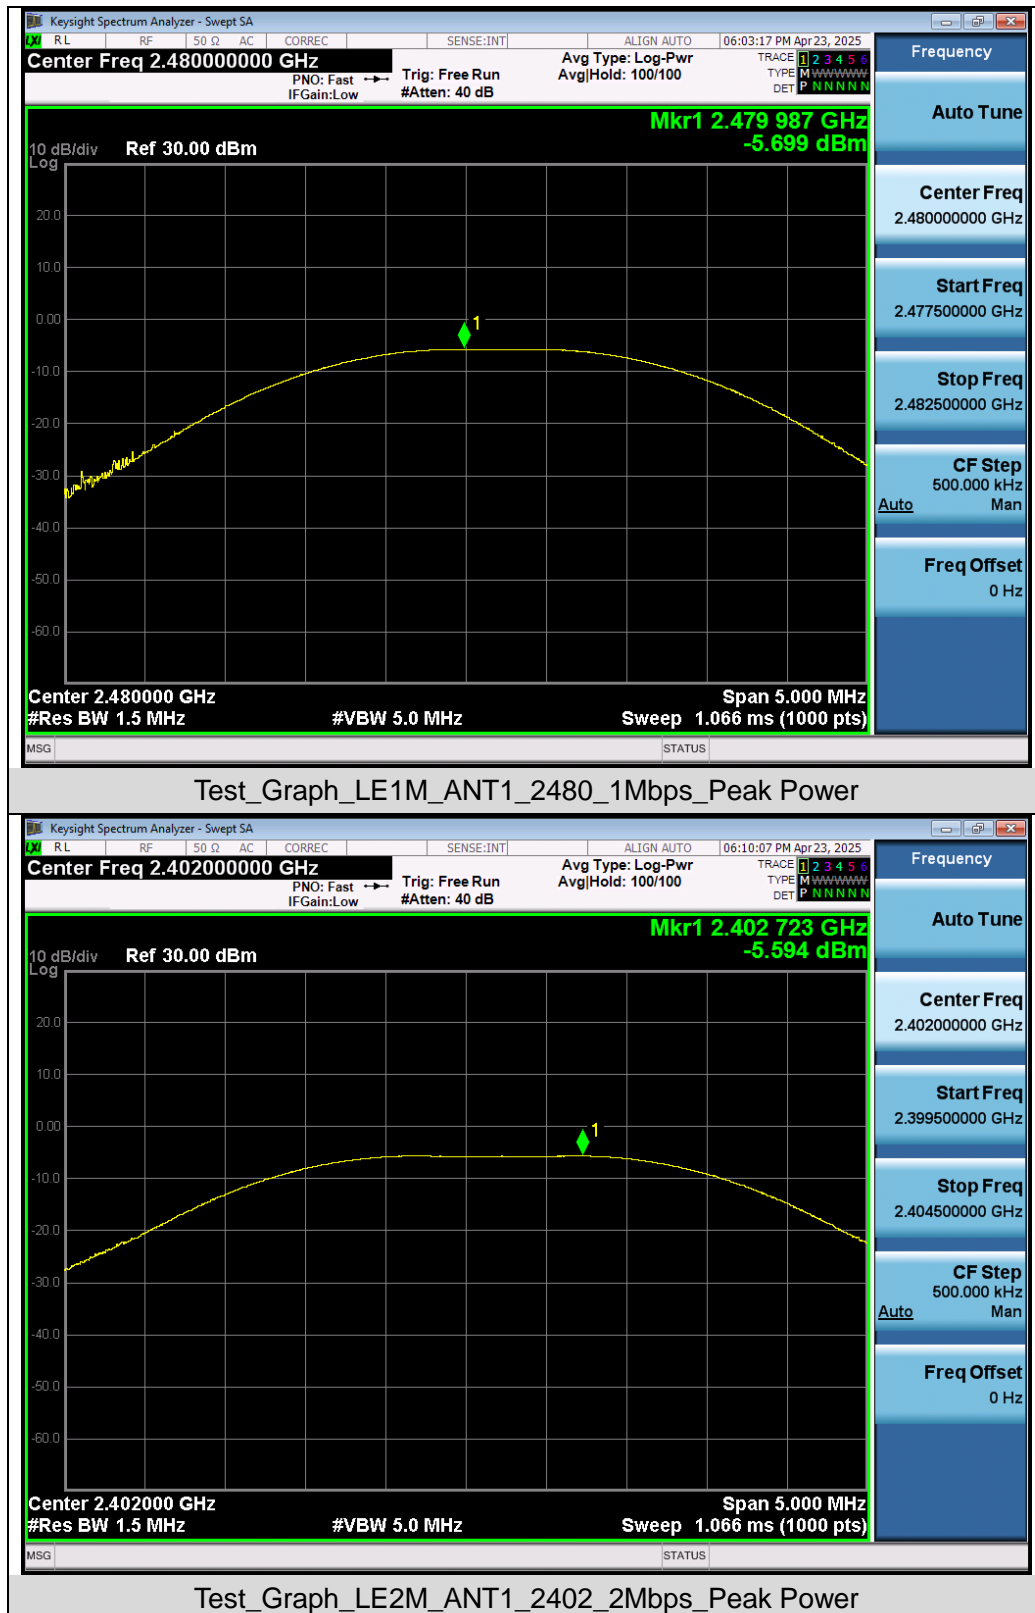 Keysight Spectrum Analyzer - Swept SA
LXI RL RF 50 Ω AC CORREC SENSE:INT ALIGN AUTO 06:03:17 PM Apr 23, 2025
Center Freq 2.480000000 GHz
PNO: Fast
IFGain:Low
Trig: Free Run
#Atten: 40 dB
Avg Type: Log-Pwr
Avg|Hold: 100/100
TRACE 1 2 3 4 5 6
TYPE M WWWWW
DET P N N N N N
Frequency
Mkr1 2.479 987 GHz
-5.699 dBm
10 dB/div Ref 30.00 dBm
Log
20.0
10.0
0.00
-10.0
-20.0
-30.0
-40.0
-50.0
-60.0
1
Center 2.480000 GHz Span 5.000 MHz
#Res BW 1.5 MHz #VBW 5.0 MHz Sweep 1.066 ms (1000 pts)
MSG STATUS
Auto Tune
Center Freq
2.480000000 GHz
Start Freq
2.477500000 GHz
Stop Freq
2.482500000 GHz
CF Step
500.000 kHz
Auto Man
Freq Offset
0 Hz
Test_Graph_LE1M_ANT1_2480_1Mbps_Peak Power
Keysight Spectrum Analyzer - Swept SA
LXI RL RF 50 Ω AC CORREC SENSE:INT ALIGN AUTO 06:10:07 PM Apr 23, 2025
Center Freq 2.402000000 GHz
PNO: Fast
IFGain:Low
Trig: Free Run
#Atten: 40 dB
Avg Type: Log-Pwr
Avg|Hold: 100/100
TRACE 1 2 3 4 5 6
TYPE M WWWWW
DET P N N N N N
Frequency
Mkr1 2.402 723 GHz
-5.594 dBm
10 dB/div Ref 30.00 dBm
Log
20.0
10.0
0.00
-10.0
-20.0
-30.0
-40.0
-50.0
-60.0
1
Center 2.402000 GHz Span 5.000 MHz
#Res BW 1.5 MHz #VBW 5.0 MHz Sweep 1.066 ms (1000 pts)
MSG STATUS
Auto Tune
Center Freq
2.402000000 GHz
Start Freq
2.399500000 GHz
Stop Freq
2.404500000 GHz
CF Step
500.000 kHz
Auto Man
Freq Offset
0 Hz
Test_Graph_LE2M_ANT1_2402_2Mbps_Peak Power